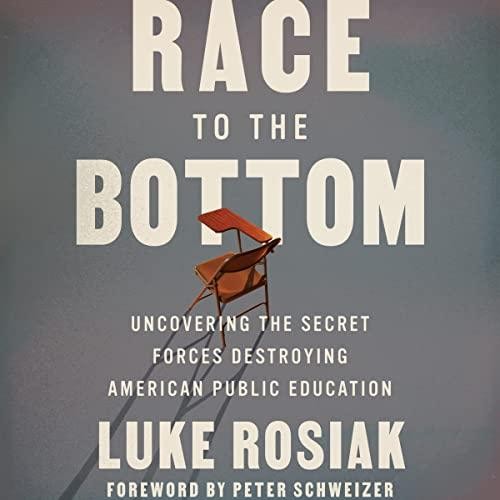 RACE
TO THE
BOTTOM
UNCOVERING THE SECRET
FORCES DESTROYING
AMERICAN PUBLIC EDUCATION
LUKE ROSIAK
FOREWORD BY PETER SCHWEIZER